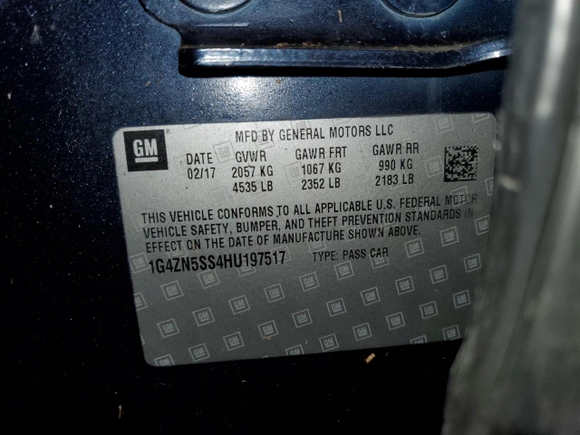 GM
MFD BY GENERAL MOTORS LLC
DATE GVWR GAWR FRT GAWR RR
02/17 2057 KG 1067 KG 990 KG
4535 LB 2352 LB 2183 LB
THIS VEHICLE CONFORMS TO ALL APPLICABLE U.S. FEDERAL MOTOR
VEHICLE SAFETY, BUMPER, AND THEFT PREVENTION STANDARDS IN
EFFECT ON THE DATE OF MANUFACTURE SHOWN ABOVE.
1G4ZN5SS4HU197517 TYPE: PASS CAR